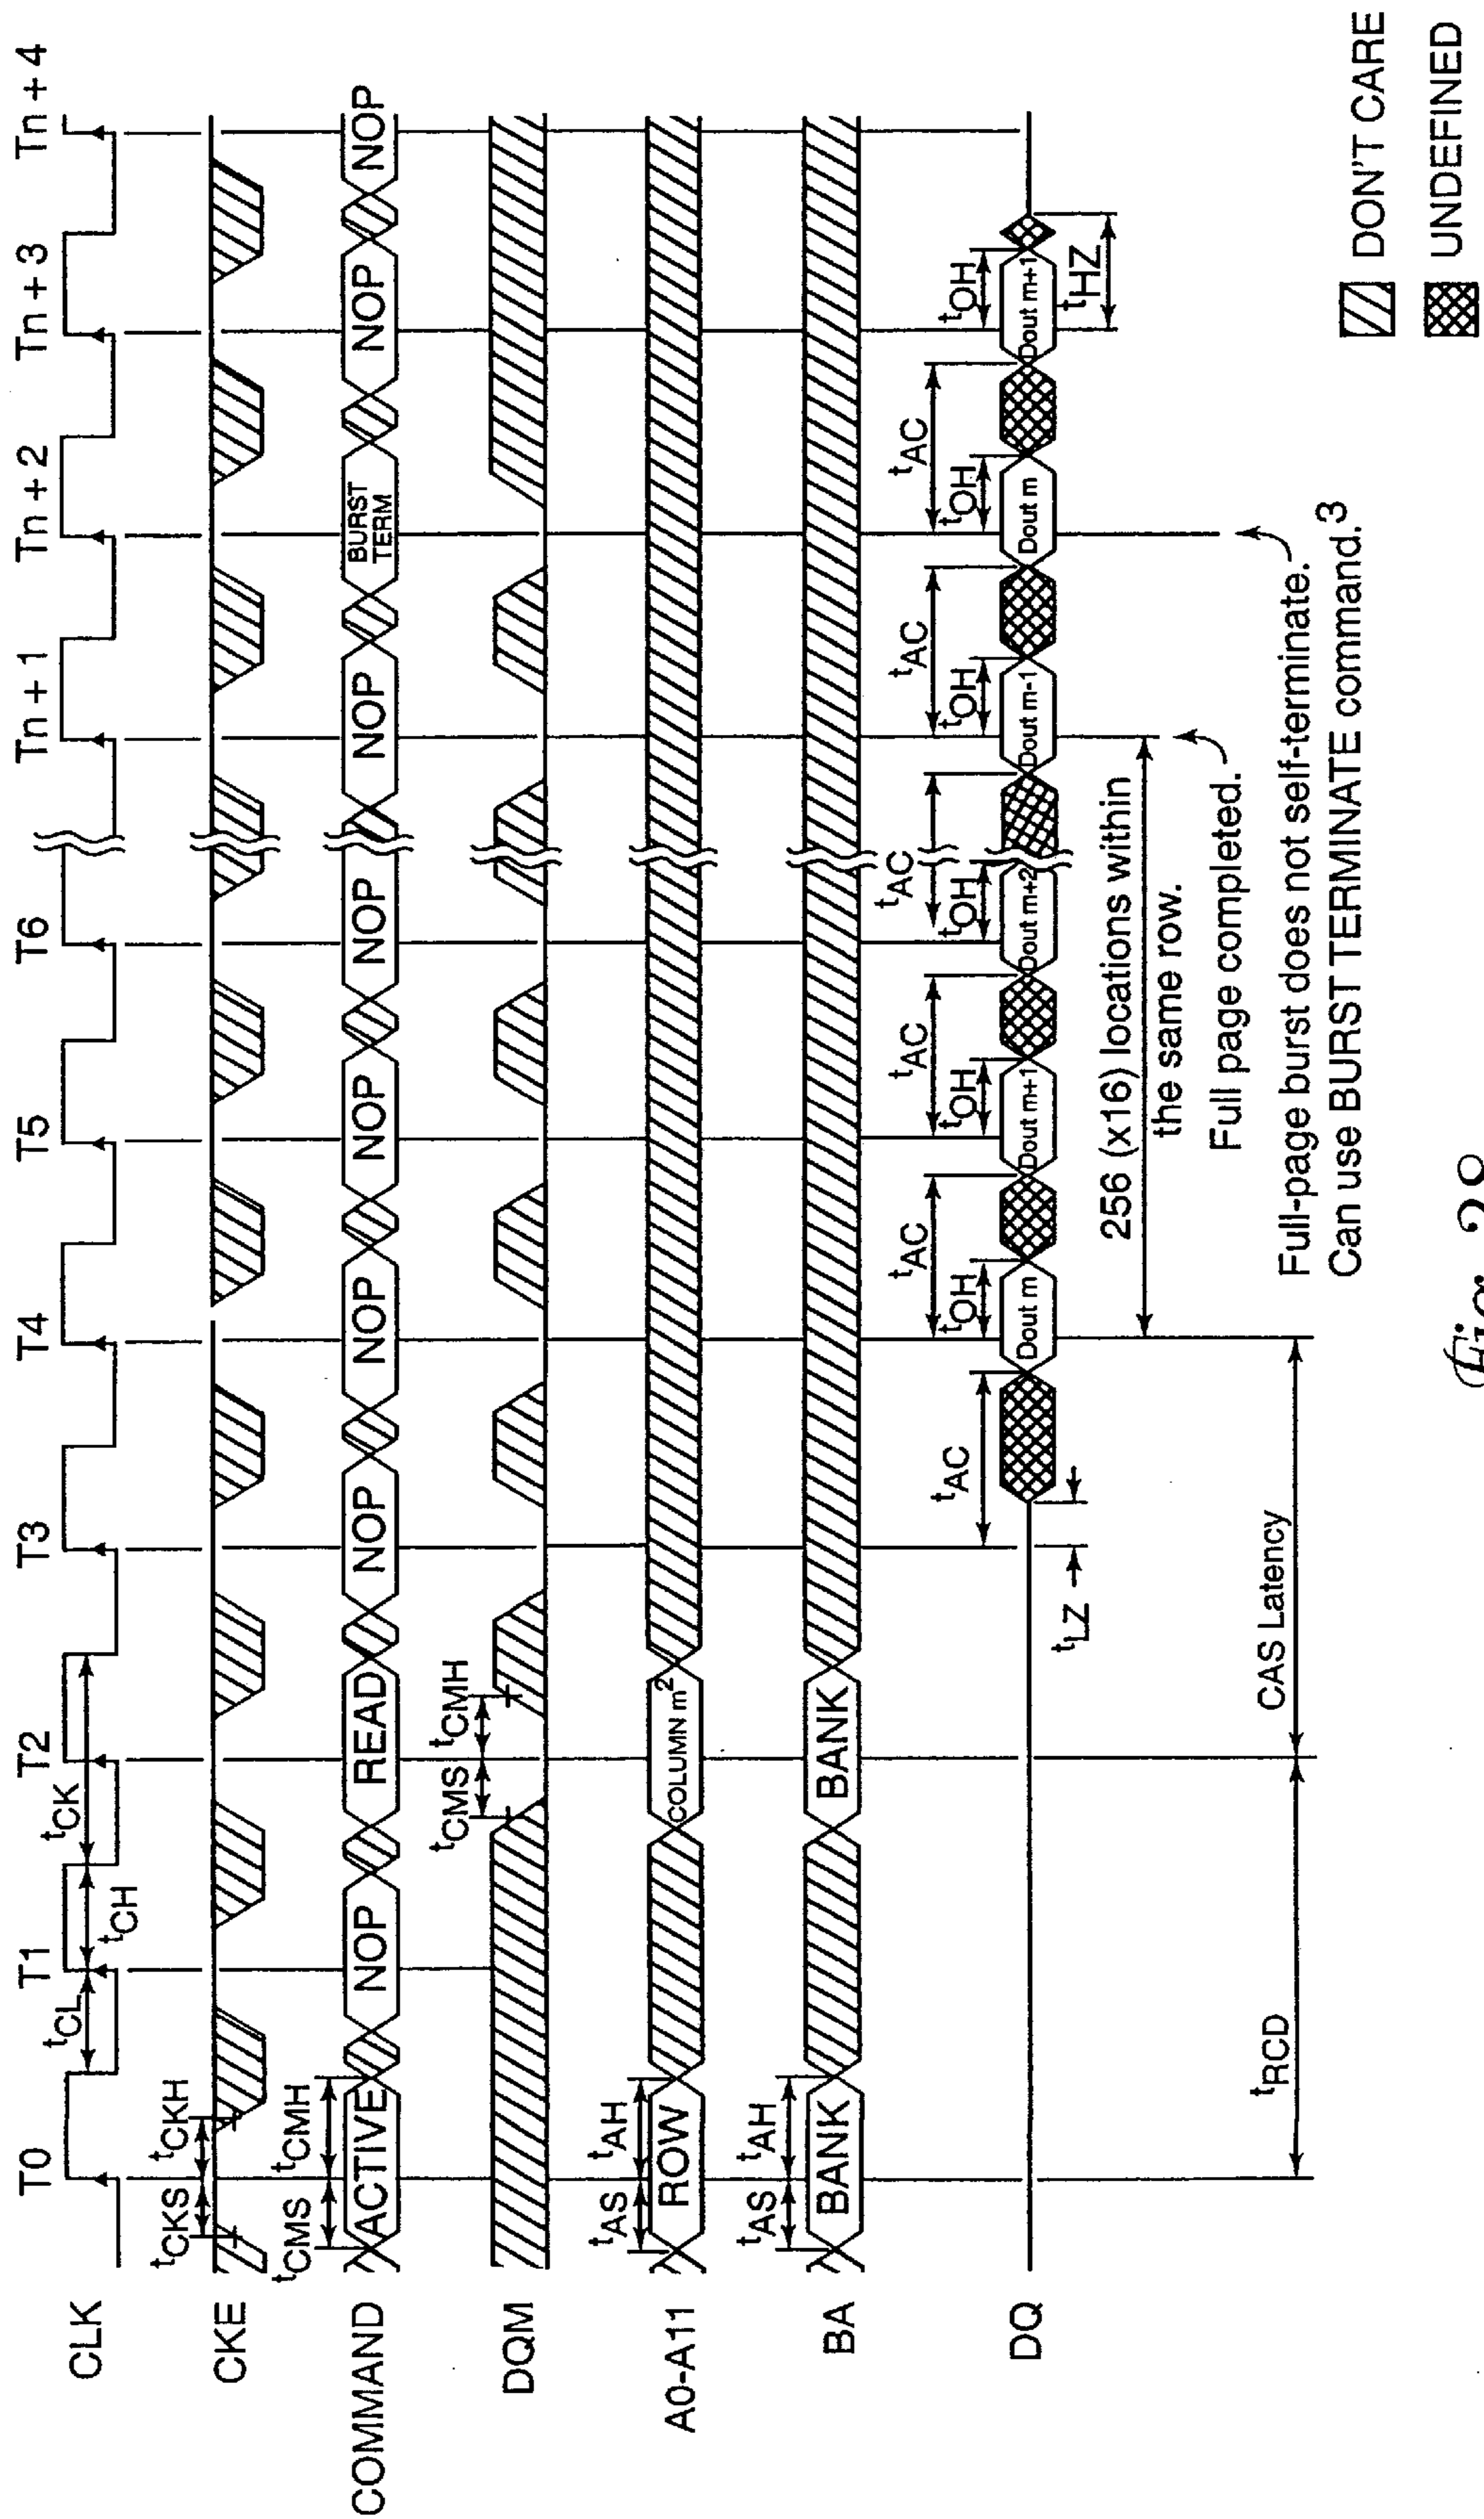 T0 T1 T2 T3 T4 T5 T6 Tn + 1 Tn + 2 Tn + 3 Tn + 4
CLK
tCL tCH tCK
CKE
tCKS tCKH
COMMAND
tCMS tCMH
ACTIVE NOP READ NOP NOP NOP NOP NOP BURST TERM NOP NOP
DQM
tCMS tCMH
A0-A11
tAS tAH
ROW COLUMN m2
BA
tAS tAH
BANK BANK
DQ
tAC tAC tAC tAC tAC tAC
tOH tOH tOH tOH tOH tOH
Dout m Dout m+1 Dout m+2 Dout m-1 Dout m Dout m+1
tLZ tHZ
256 (x16) locations within
the same row.
Full page completed.
tRCD CAS Latency
Full-page burst does not self-terminate.
Can use BURST TERMINATE command. 3
DON'T CARE
UNDEFINED
Fig. 28